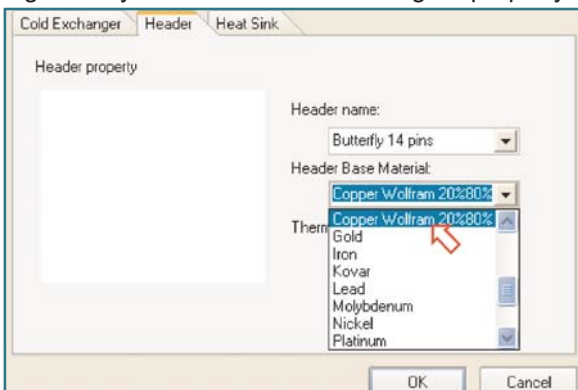 Cold Exchanger Header Heat Sink
Header property
Header name:
Butterfly 14 pins
Header Base Material:
Copper Wolfram 20%80%
Therm
Copper Wolfram 20%80%
Gold
Iron
Kovar
Lead
Molybdenum
Nickel
Platinum
OK Cancel